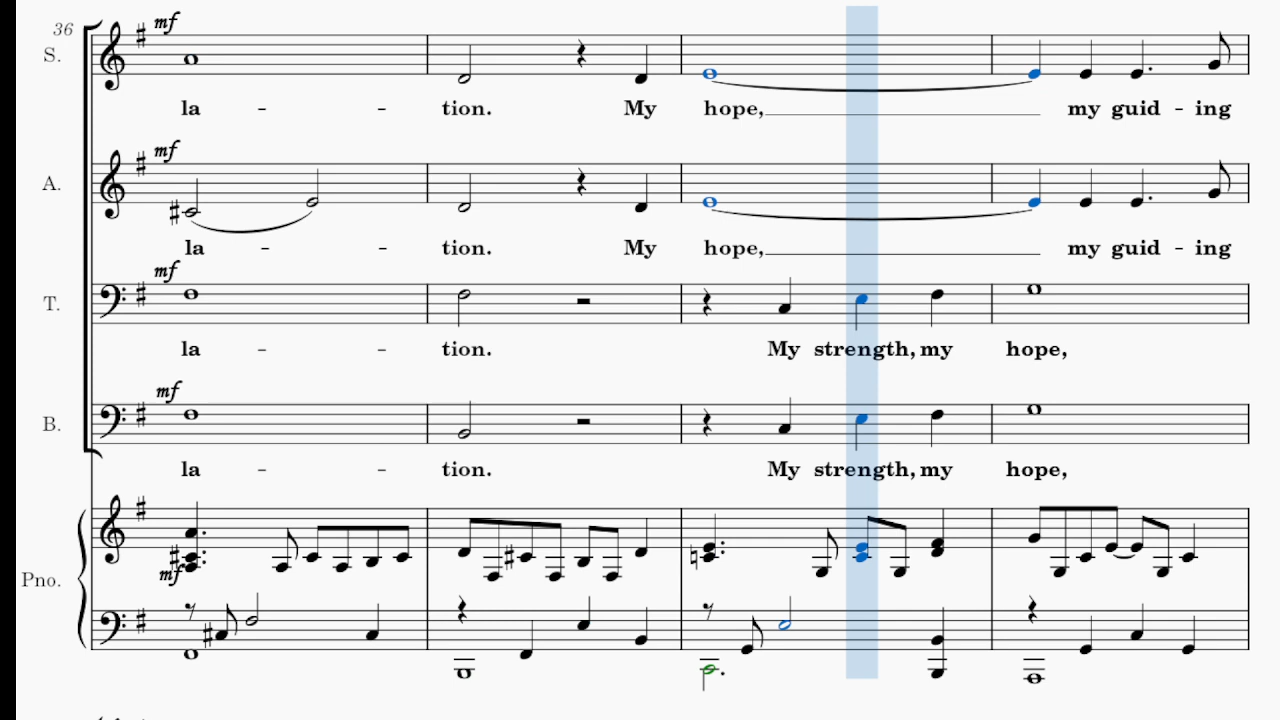 36
mf
S.
la - - tion. My hope, my guid - ing
mf
A.
la - - tion. My hope, my guid - ing
mf
T.
la - - tion. My strength, my hope,
mf
B.
la - - tion. My strength, my hope,
Pno.
mf